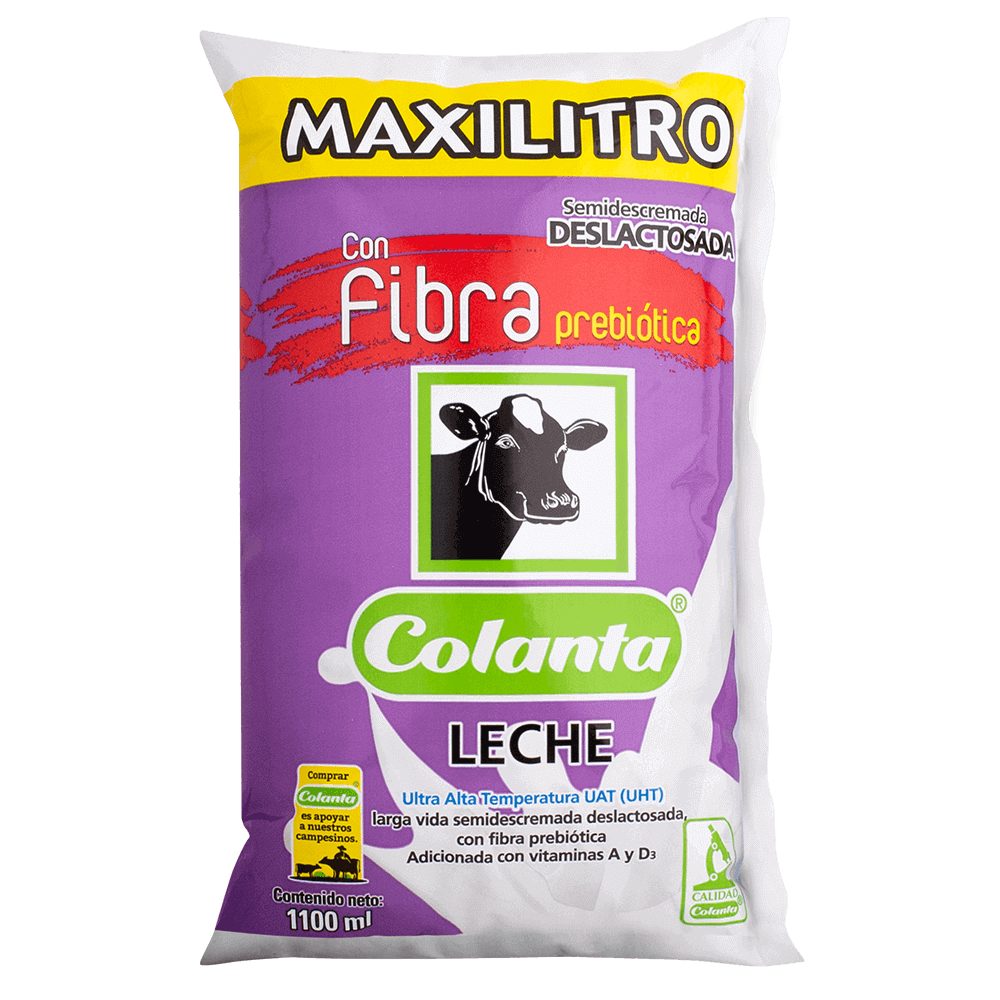 MAXILITRO
Semidescremada
DESLACTOSADA
Con
fibra prebiótica
Colanta®
LECHE
Ultra Alta Temperatura UAT (UHT)
larga vida semidescremada deslactosada,
con fibra prebiótica
Adicionada con vitaminas A y D3
Comprar
Colanta®
es apoyar
a nuestros
campesinos.
Contenido neto:
1100 ml
CALIDAD
Colanta®